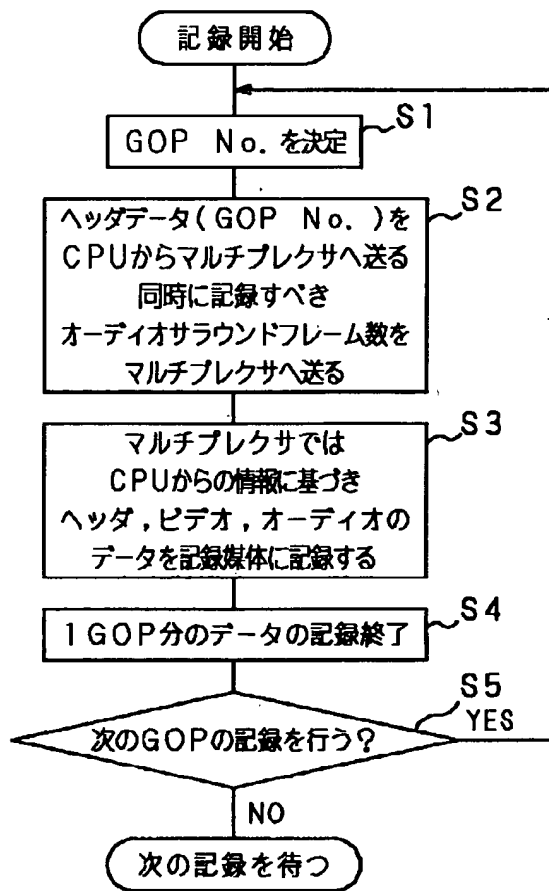 記録開始
S1
GOP No.を決定
S2
ヘッダデータ(GOP No.)を
CPUからマルチプレクサへ送る
同時に記録すべき
オーディオサラウンドフレーム数を
マルチプレクサへ送る
S3
マルチプレクサでは
CPUからの情報に基づき
ヘッダ,ビデオ,オーディオの
データを記録媒体に記録する
S4
1GOP分のデータの記録終了
S5
次のGOPの記録を行う?
YES
NO
次の記録を待つ